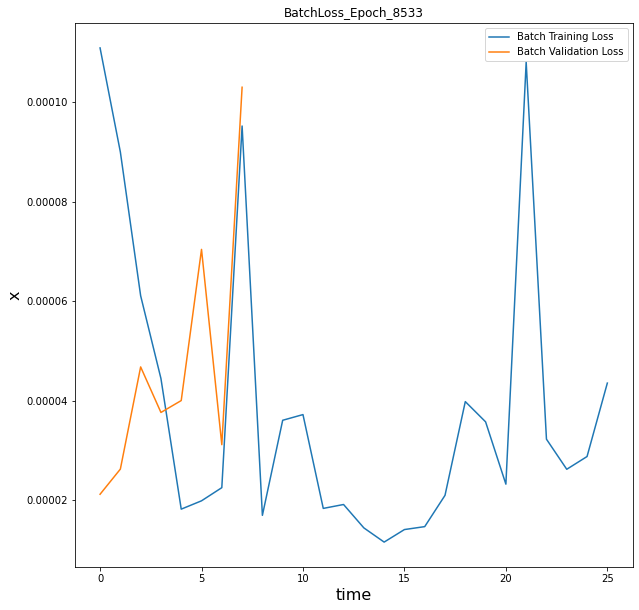 BatchLoss_Epoch_8533
Batch Training Loss
Batch Validation Loss
0.00010
0.00008
0.00006
0.00004
0.00002
x
0 5 10 15 20 25
time